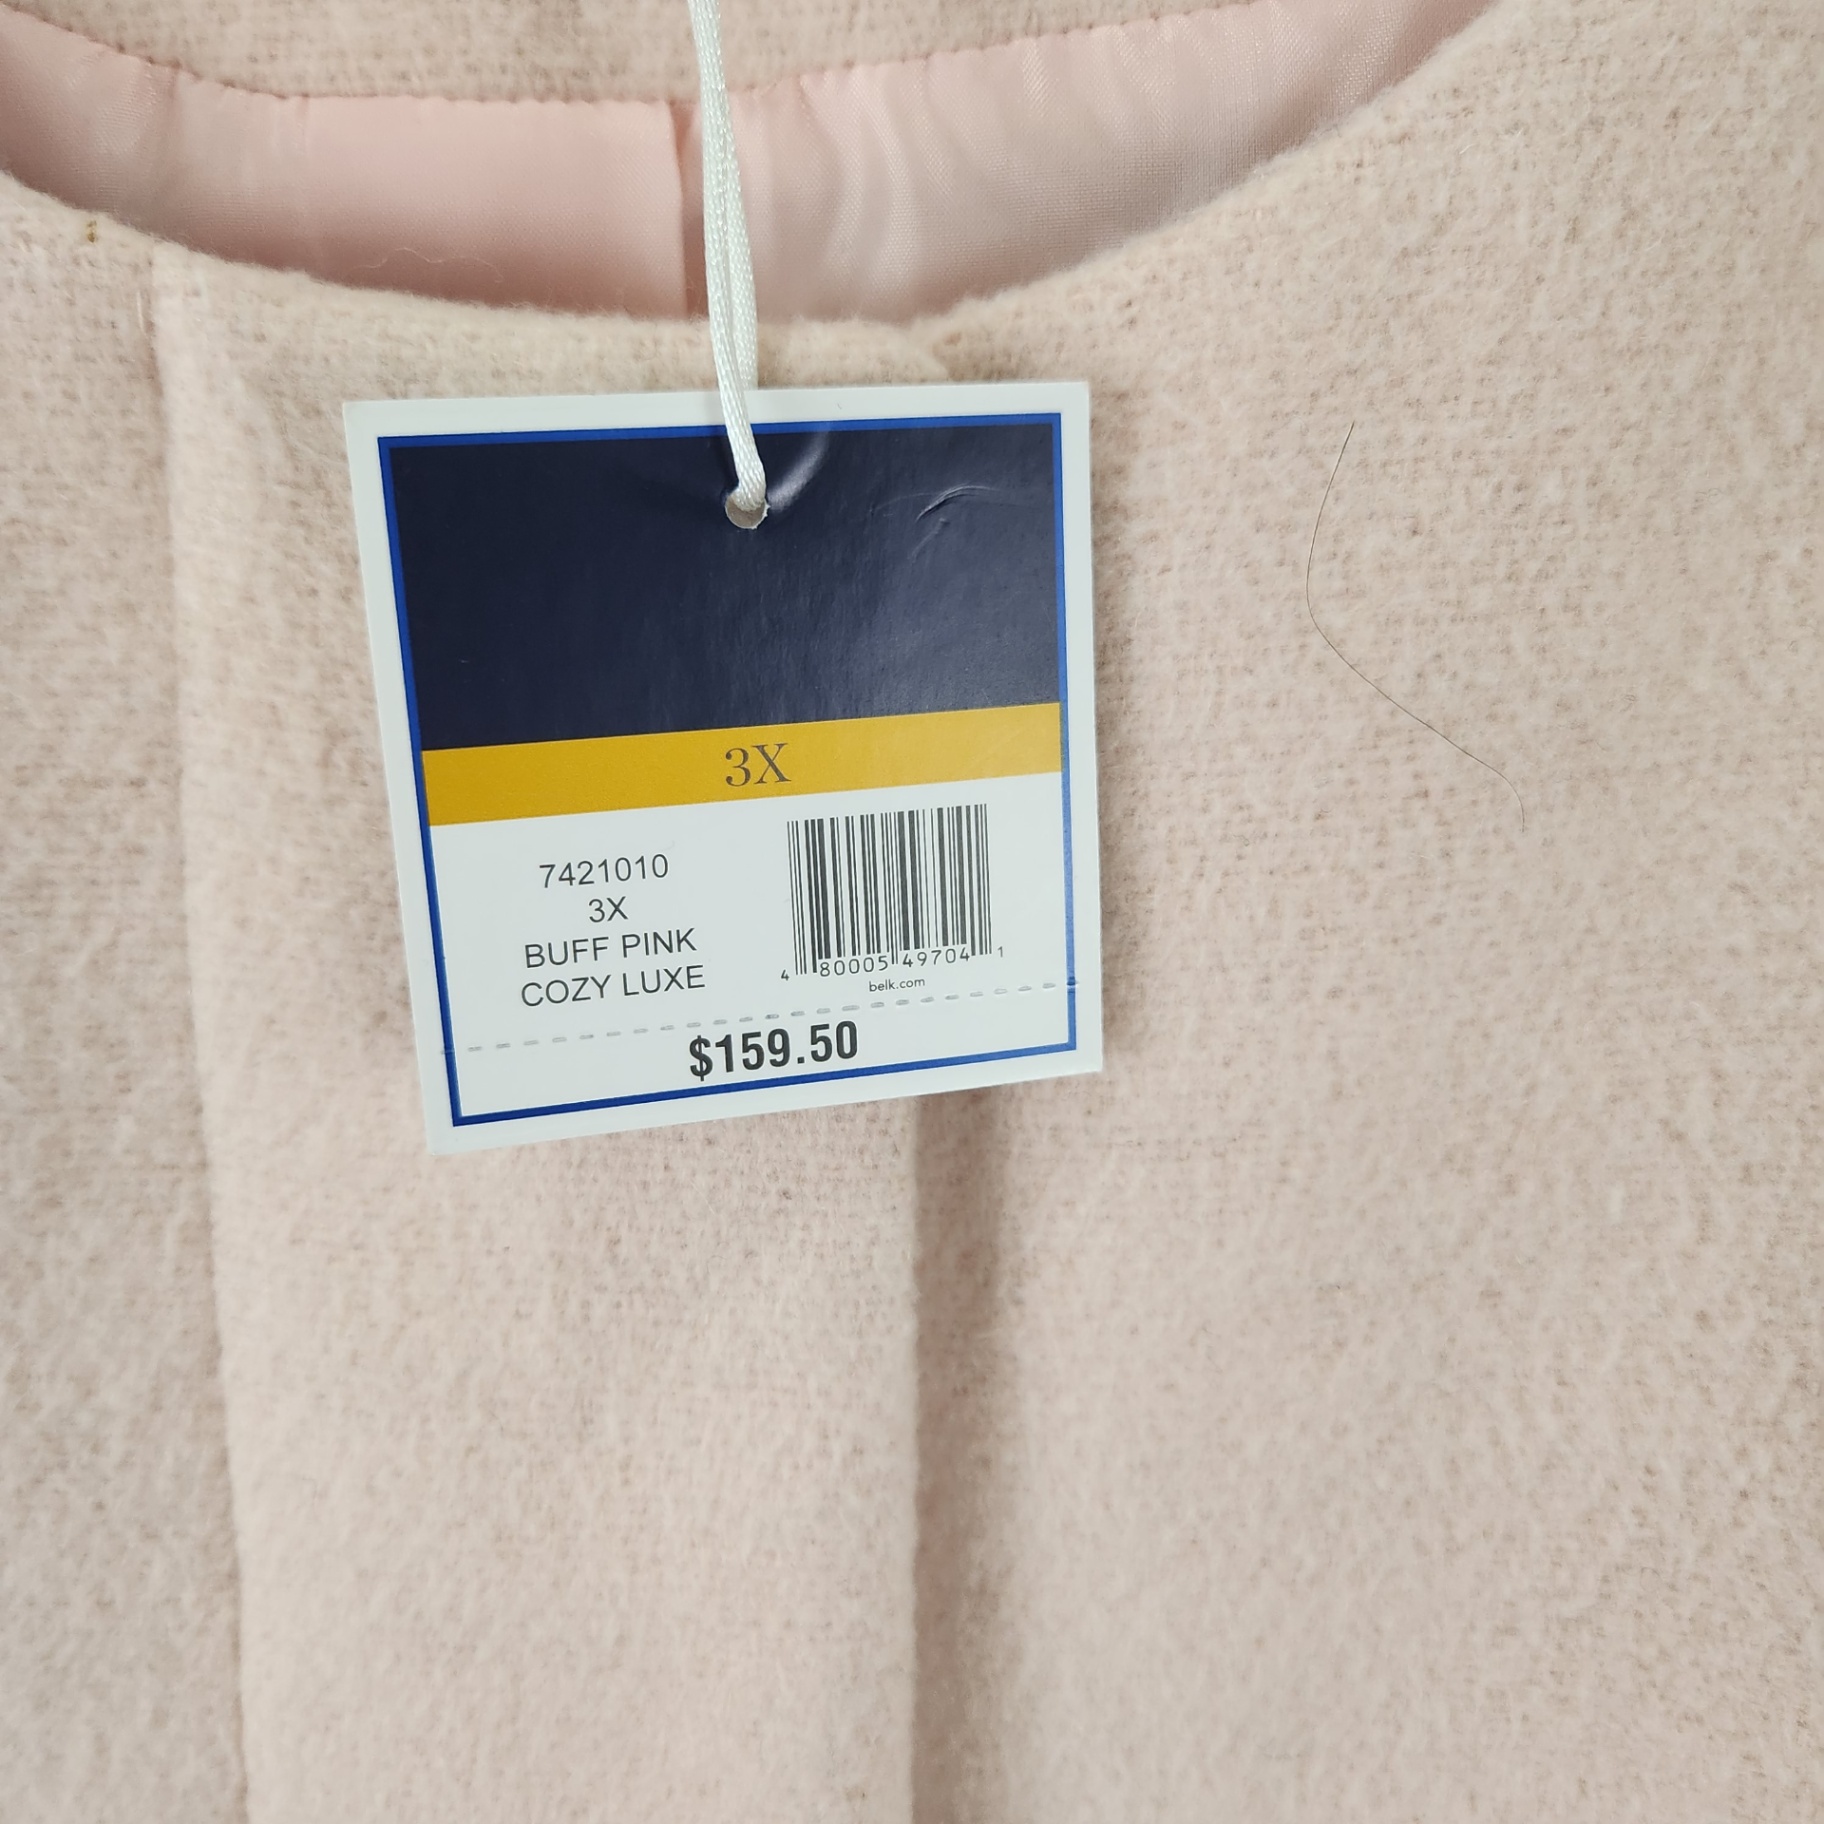 3X
7421010
3X
BUFF PINK
COZY LUXE
4 80005 49704 1
belk.com
$159.50